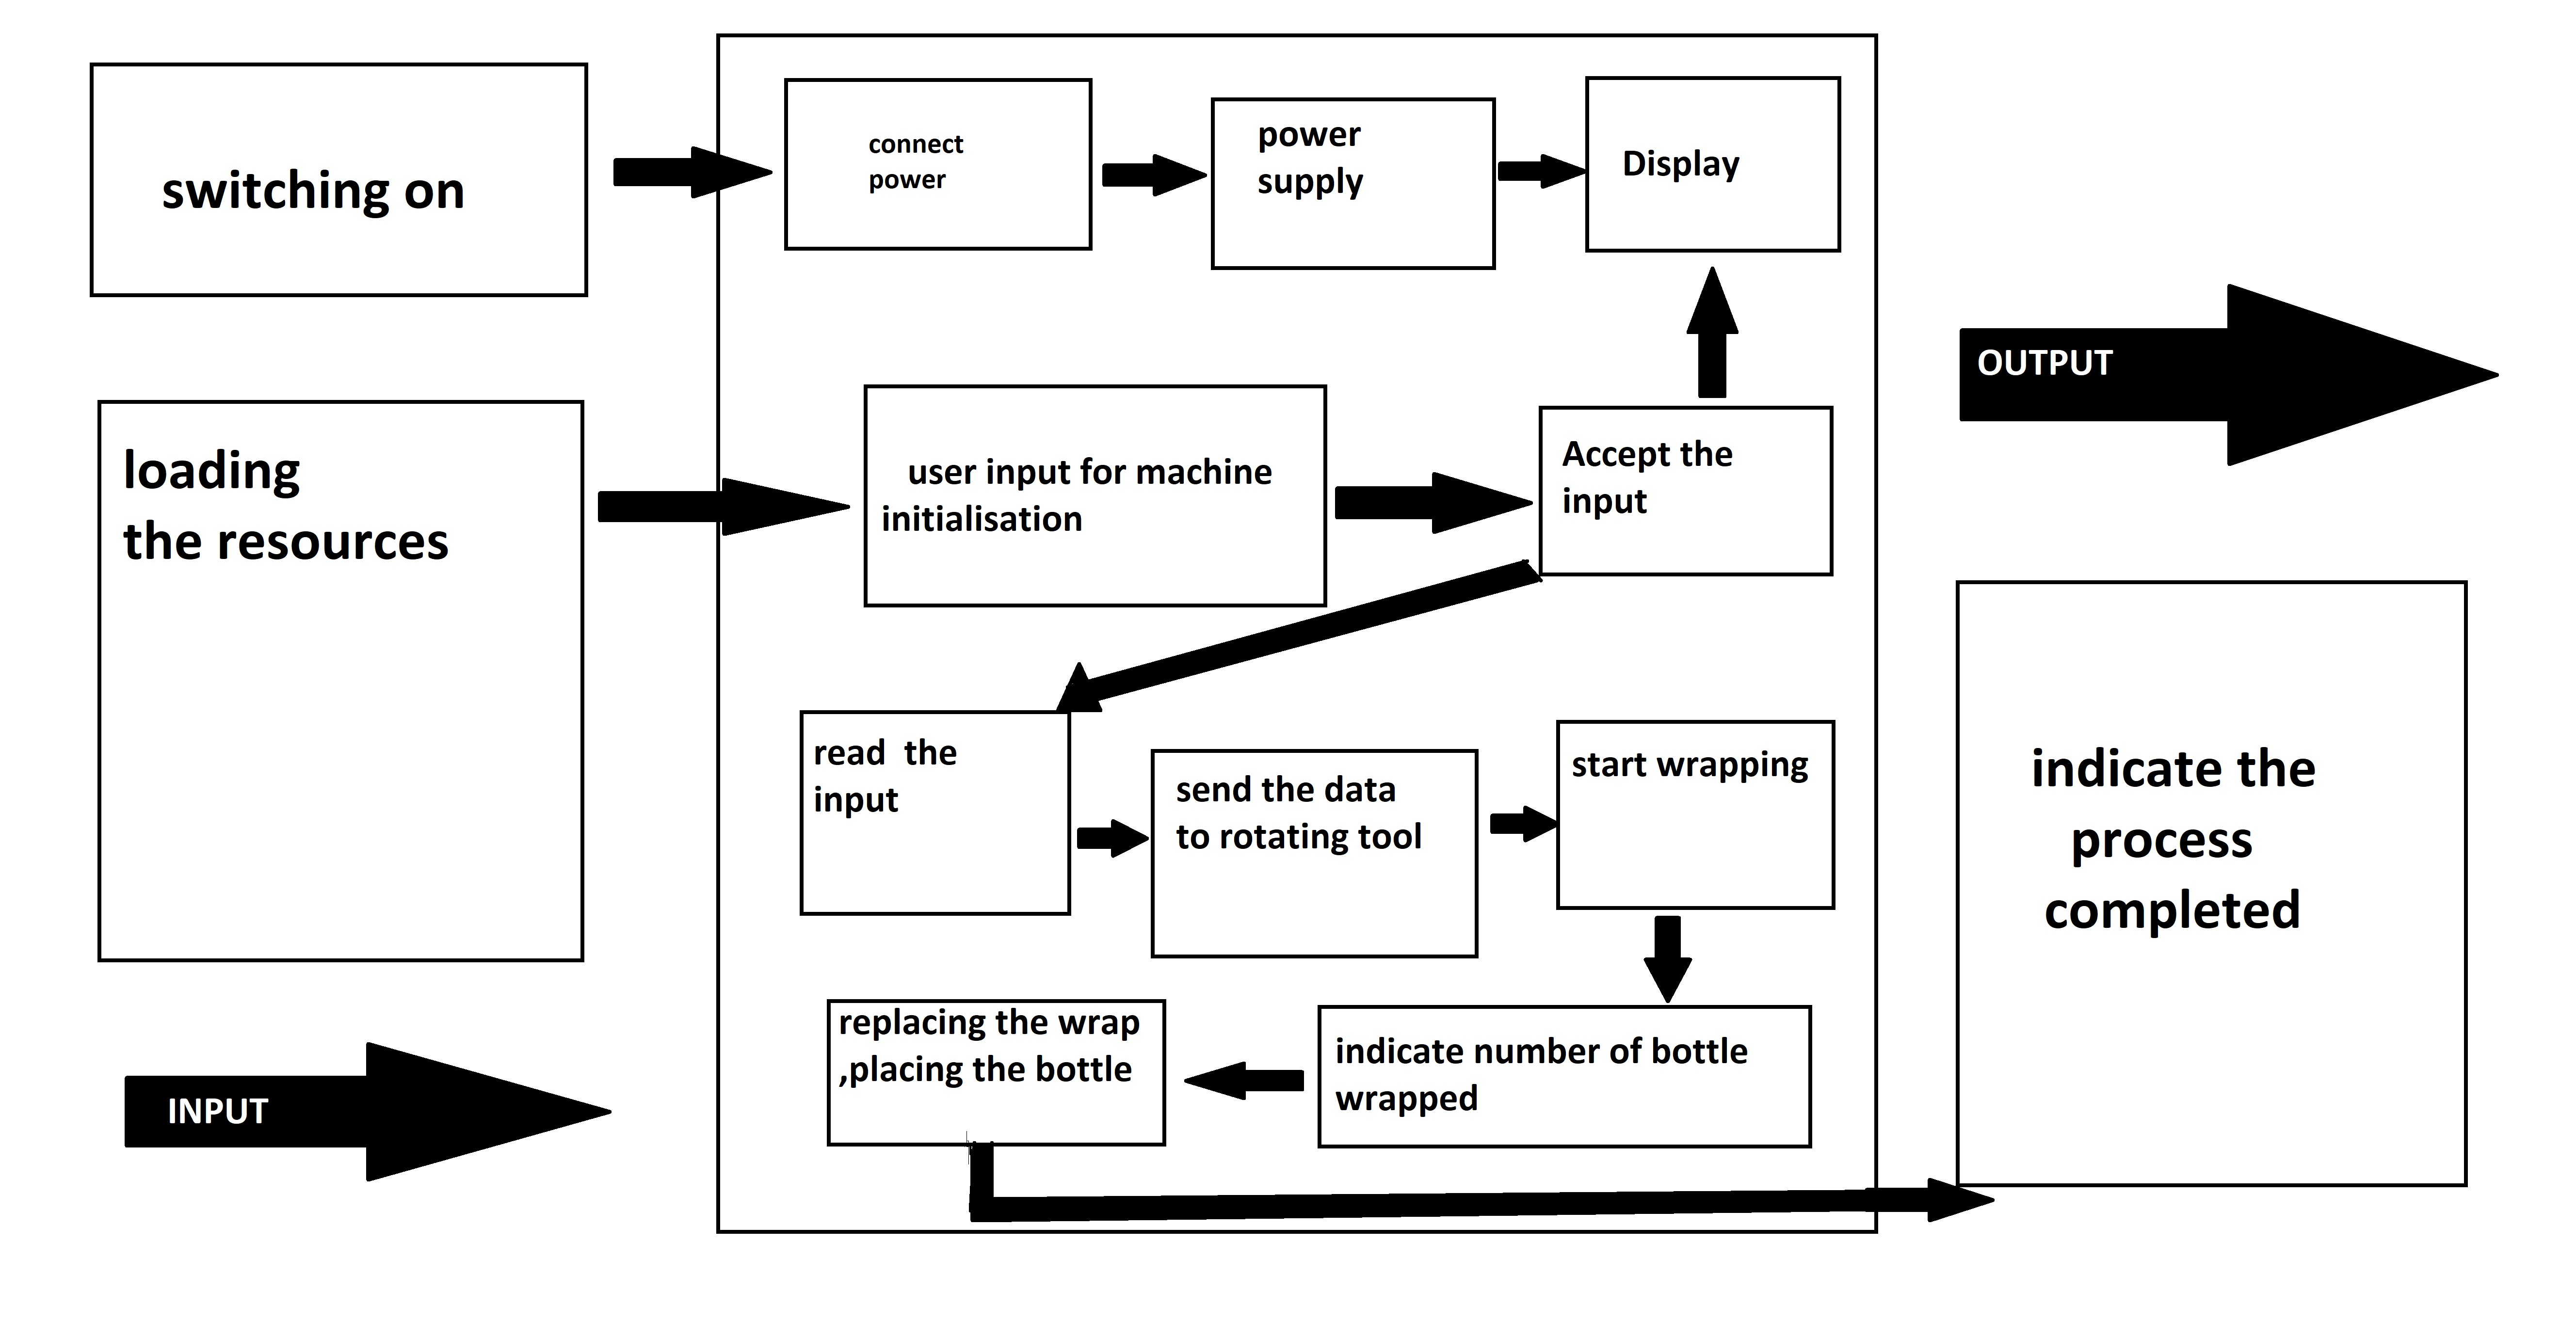 switching on
connect
power
power
supply
Display
OUTPUT
loading
the resources
user input for machine
initialisation
Accept the
input
read  the
input
send the data
to rotating tool
start wrapping
indicate the
process
completed
replacing the wrap
,placing the bottle
indicate number of bottle
wrapped
INPUT